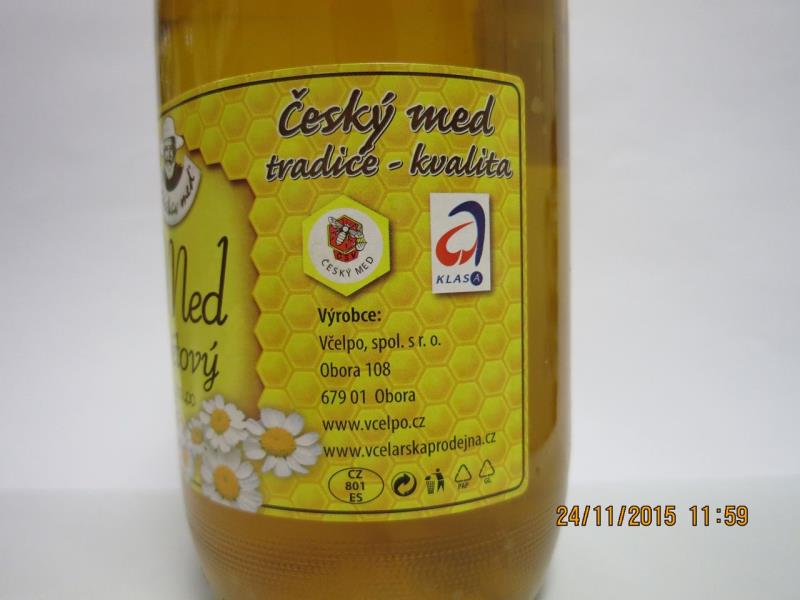 Český med
tradice - kvalita
ČSV
ČESKÝ MED
KLASA
Med
tový
Výrobce:
Včelpo, spol. s r. o.
Obora 108
679 01 Obora
www.vcelpo.cz
www.vcelarskaprodejna.cz
CZ
801
ES
PAP
GL
24/11/2015 11:59